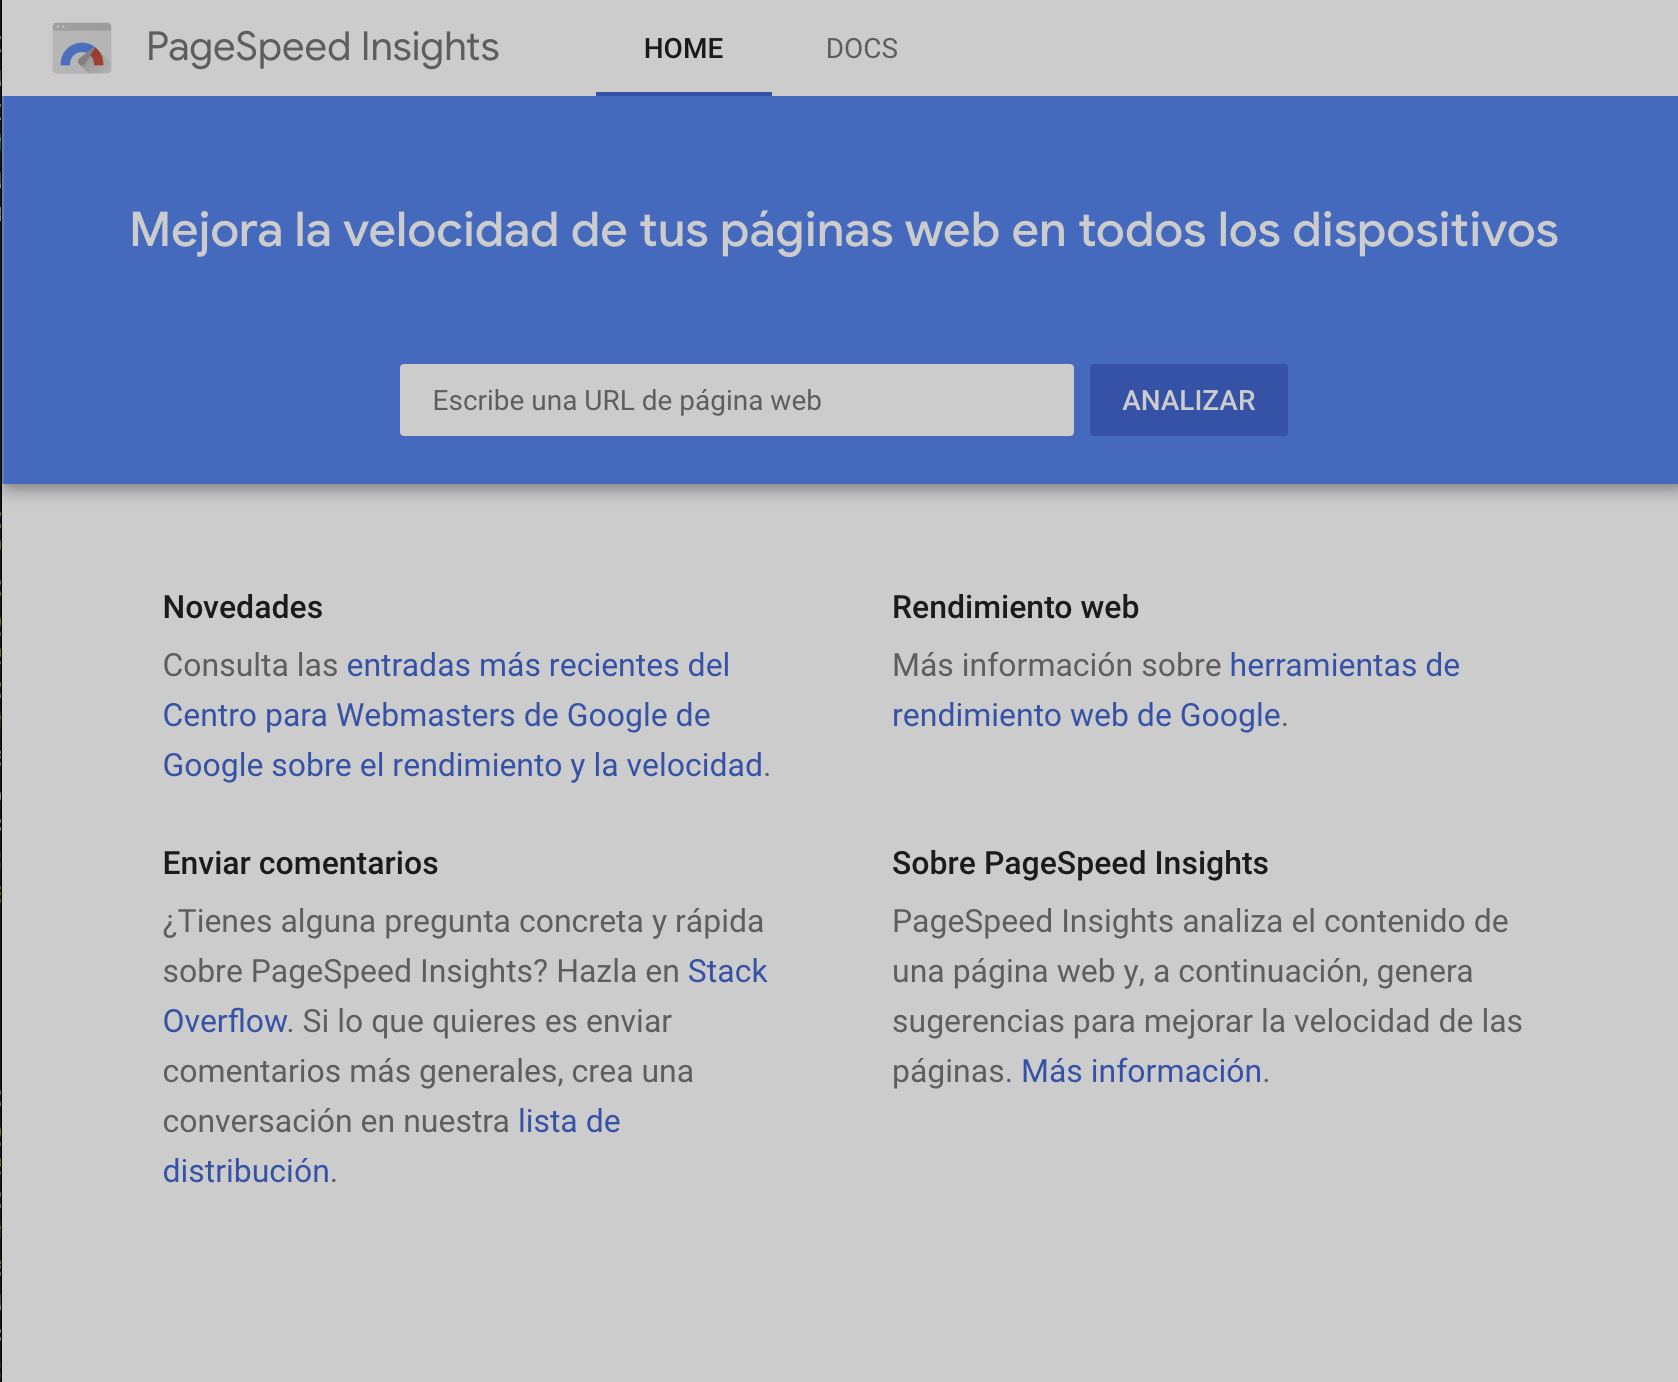 PageSpeed Insights
HOME
DOCS
Mejora la velocidad de tus páginas web en todos los dispositivos
Escribe una URL de página web
ANALIZAR
Novedades
Consulta las entradas más recientes del
Centro para Webmasters de Google de
Google sobre el rendimiento y la velocidad.
Rendimiento web
Más información sobre herramientas de
rendimiento web de Google.
Enviar comentarios
¿Tienes alguna pregunta concreta y rápida
sobre PageSpeed Insights? Hazla en Stack
Overflow. Si lo que quieres es enviar
comentarios más generales, crea una
conversación en nuestra lista de
distribución.
Sobre PageSpeed Insights
PageSpeed Insights analiza el contenido de
una página web y, a continuación, genera
sugerencias para mejorar la velocidad de las
páginas. Más información.